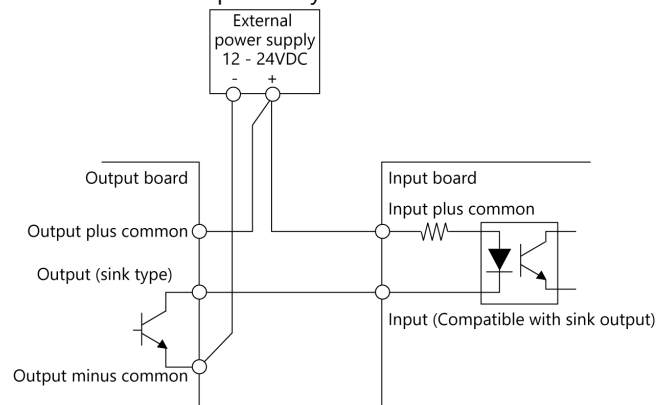 External
power supply
12 - 24VDC
- +
Output board
Input board
Input plus common
Output plus common
Output (sink type)
Input (Compatible with sink output)
Output minus common